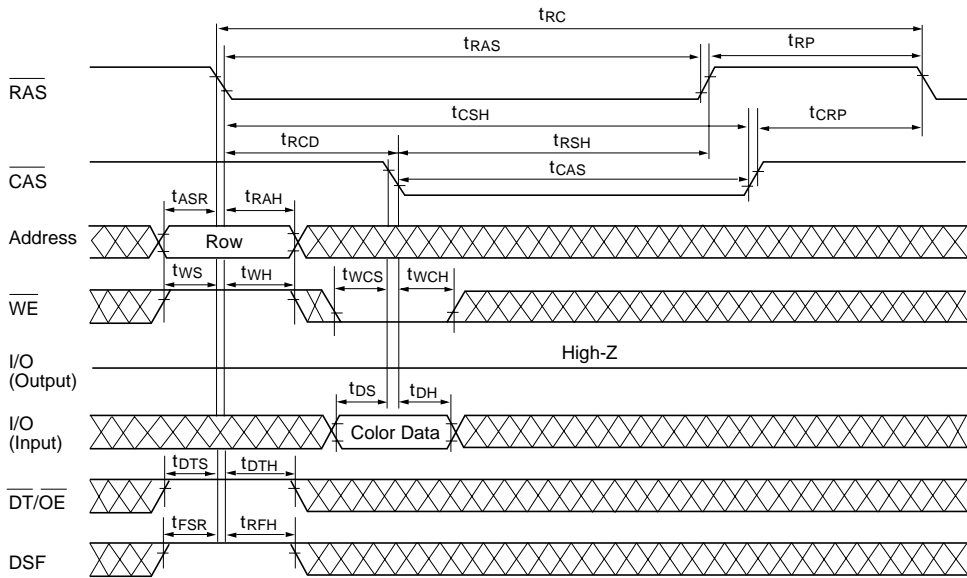 tRC
tRAS
tRP
RAS
tCSH
tCRP
tRCD
tRSH
CAS
tCAS
tASR
tRAH
Address
Row
tWS
tWH
tWCS
tWCH
WE
High-Z
I/O
(Output)
tDS
tDH
I/O
(Input)
Color Data
tDTS
tDTH
DT/OE
tFSR
tRFH
DSF